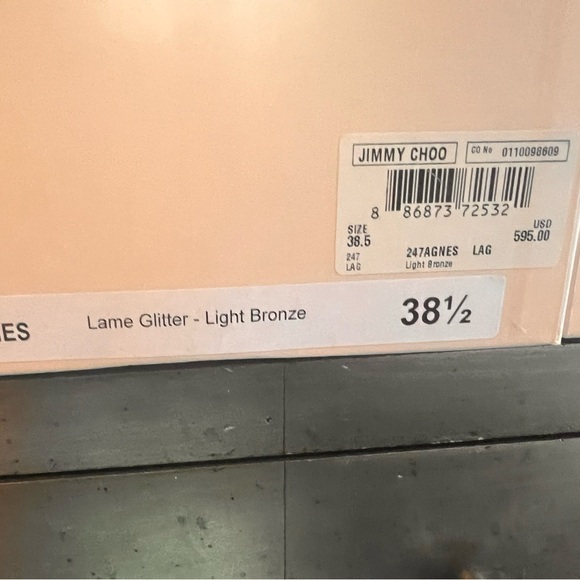 JIMMY CHOO
CO No 0110098609
8 86873 72532
SIZE
38.5
USD
595.00
247
LAG
247AGNES LAG
Light Bronze
ES Lame Glitter - Light Bronze 38½